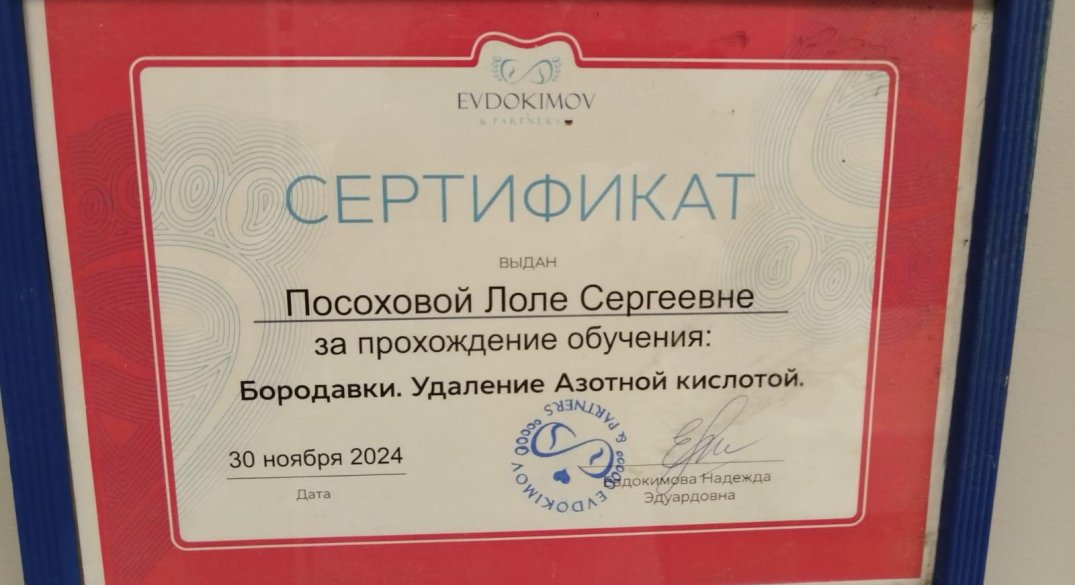 EVDOKIMOV
& PARTNERS
СЕРТИФИКАТ
ВЫДАН
Посоховой Лоле Сергеевне
за прохождение обучения:
Бородавки. Удаление Азотной кислотой.
30 ноября 2024
Дата
EVDOKIMOV & PARTNERS
Евдокимова Надежда
Эдуардовна